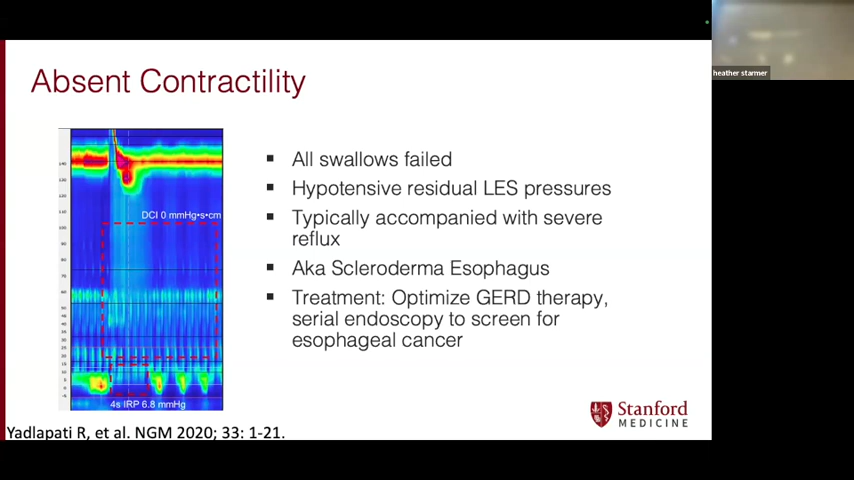 heather starmer
Absent Contractility
DCI 0 mmHg•s•cm
4s IRP 6.8 mmHg
▪ All swallows failed
▪ Hypotensive residual LES pressures
▪ Typically accompanied with severe
reflux
▪ Aka Scleroderma Esophagus
▪ Treatment: Optimize GERD therapy,
serial endoscopy to screen for
esophageal cancer
Yadlapati R, et al. NGM 2020; 33: 1-21.
Stanford
MEDICINE